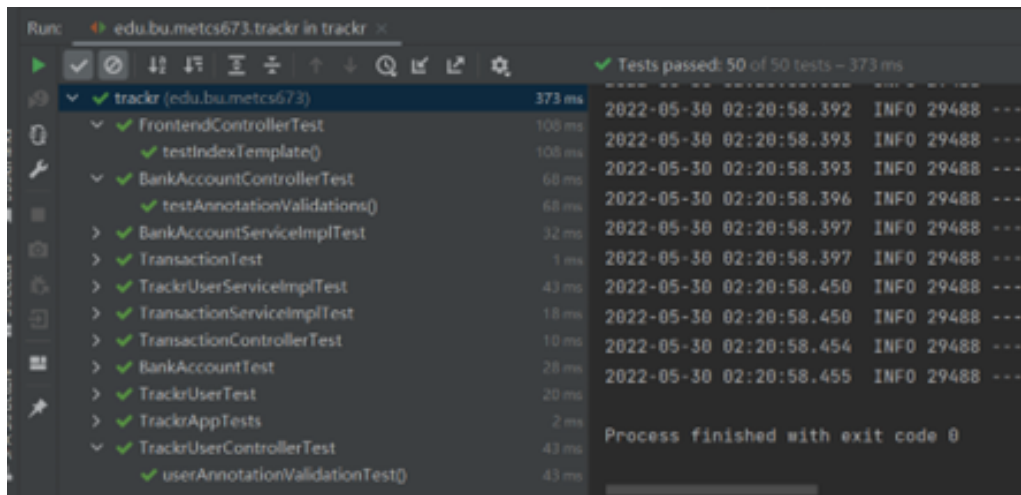 Run: edu.bu.metcs673.trackr in trackr
Tests passed: 50 of 50 tests – 373 ms
trackr (edu.bu.metcs673) 373 ms
FrontendControllerTest 108 ms
testIndexTemplate() 108 ms
BankAccountControllerTest 68 ms
testAnnotationValidations() 68 ms
BankAccountServiceImplTest 32 ms
TransactionTest 1 ms
TrackrUserServiceImplTest 43 ms
TransactionServiceImplTest 18 ms
TransactionControllerTest 10 ms
BankAccountTest 28 ms
TrackrUserTest 20 ms
TrackrAppTests 2 ms
TrackrUserControllerTest 43 ms
userAnnotationValidationTest() 43 ms
2022-05-30 02:20:58.392 INFO 29488 ---
2022-05-30 02:20:58.393 INFO 29488 ---
2022-05-30 02:20:58.393 INFO 29488 ---
2022-05-30 02:20:58.396 INFO 29488 ---
2022-05-30 02:20:58.397 INFO 29488 ---
2022-05-30 02:20:58.397 INFO 29488 ---
2022-05-30 02:20:58.450 INFO 29488 ---
2022-05-30 02:20:58.450 INFO 29488 ---
2022-05-30 02:20:58.454 INFO 29488 ---
2022-05-30 02:20:58.455 INFO 29488 ---
Process finished with exit code 0